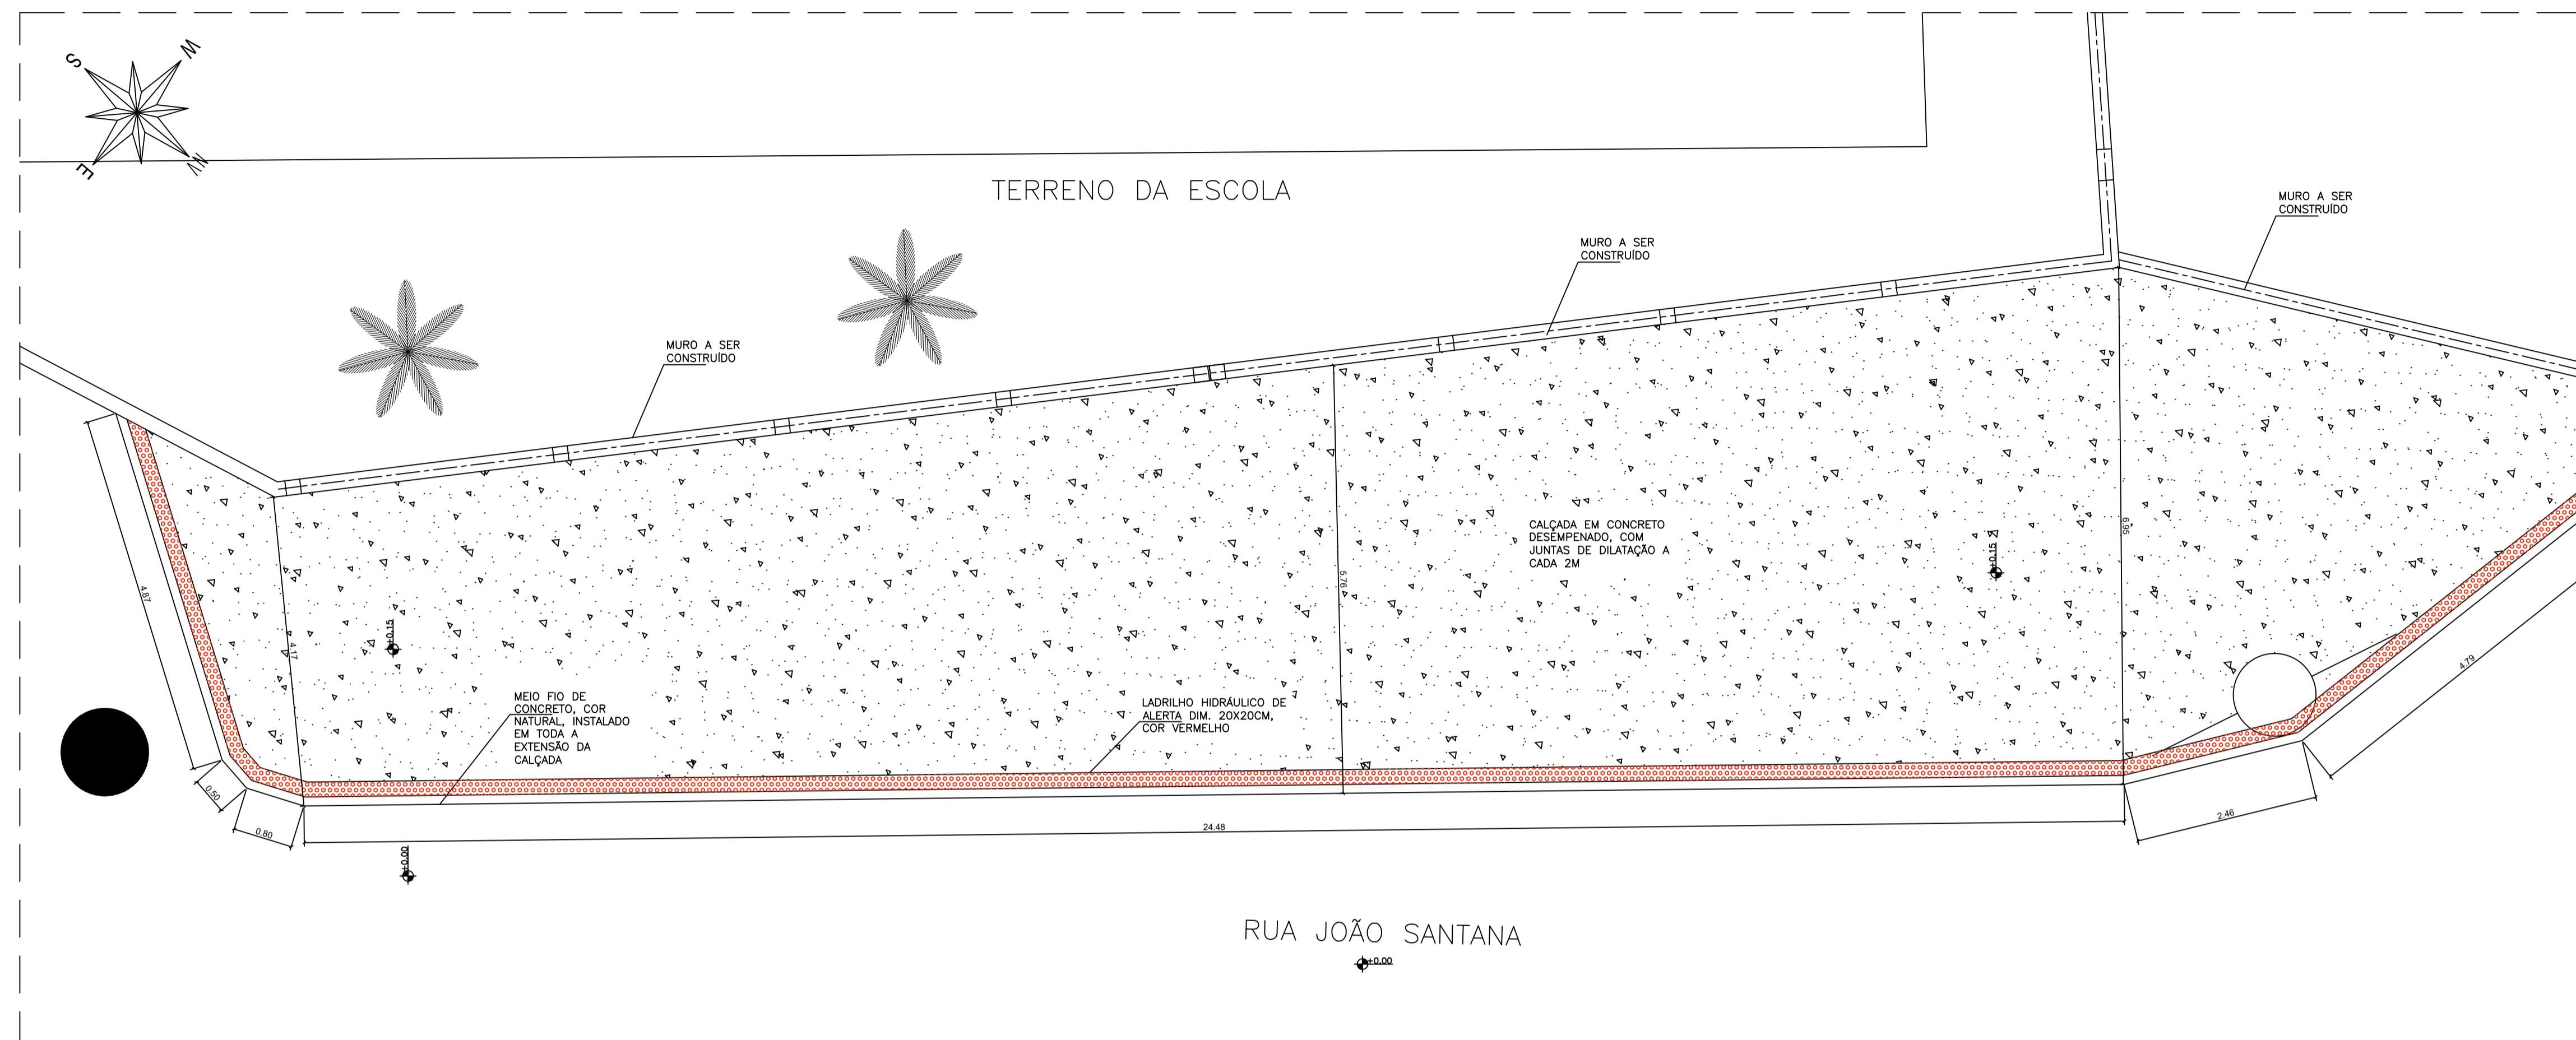 S
W
E
N
TERRENO DA ESCOLA
MURO A SER
CONSTRUÍDO
MURO A SER
CONSTRUÍDO
MURO A SER
CONSTRUÍDO
4.87
4.17
+0.15
5.76
CALÇADA EM CONCRETO
DESEMPENADO, COM
JUNTAS DE DILATAÇÃO A
CADA 2M
+0.15
6.95
MEIO FIO DE
CONCRETO, COR
NATURAL, INSTALADO
EM TODA A
EXTENSÃO DA
CALÇADA
LADRILHO HIDRÁULICO DE
ALERTA DIM. 20X20CM,
COR VERMELHO
4.79
0.50
0.80
24.48
2.46
+0.00
RUA JOÃO SANTANA
+0.00